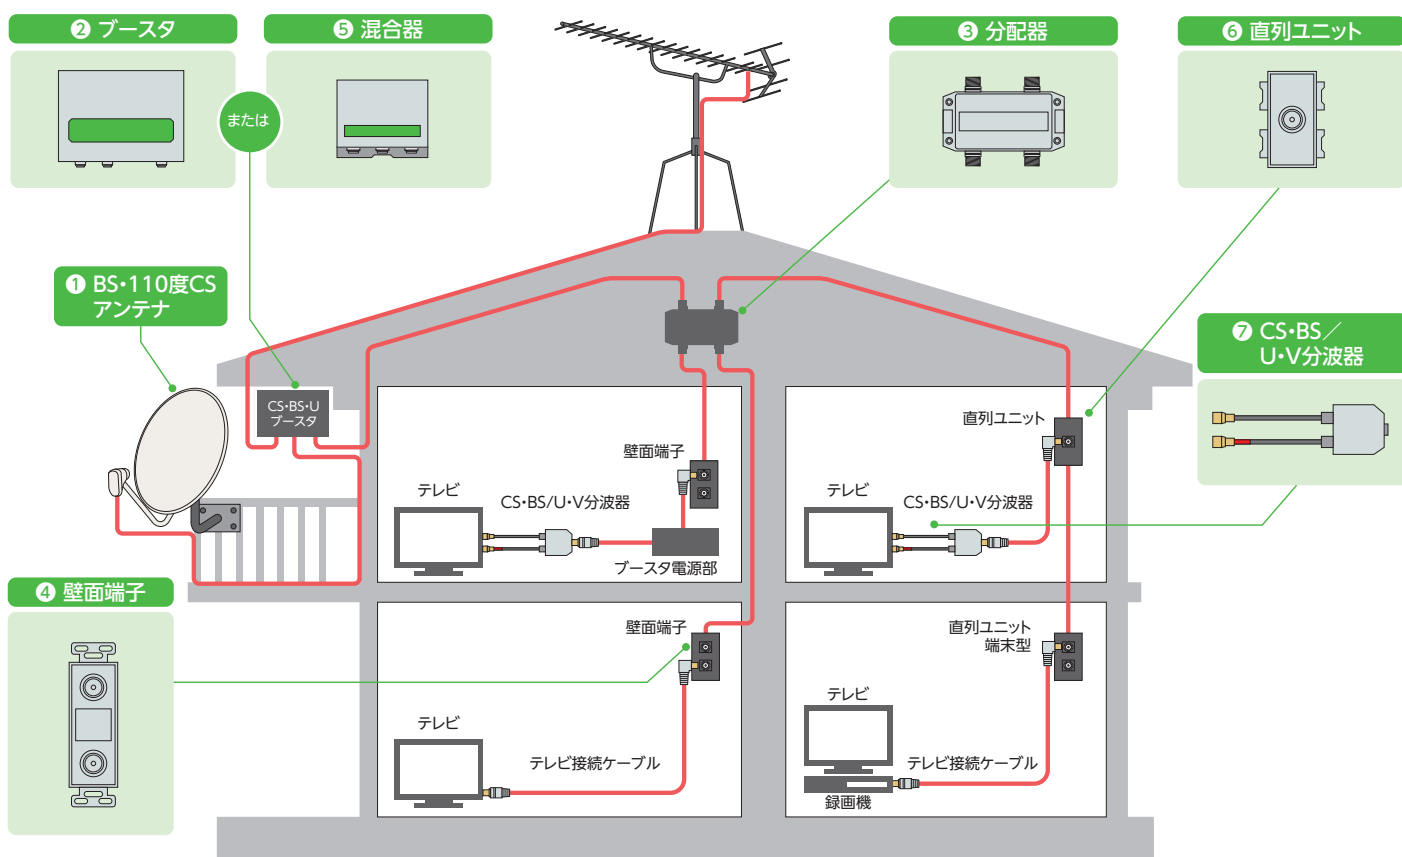 ❷ ブースタ
❺ 混合器
❸ 分配器
❻ 直列ユニット
または
❶ BS・110度CS
アンテナ
❼ CS・BS／
U・V分波器
CS・BS・U
ブースタ
直列ユニット
壁面端子
テレビ
CS・BS/U・V分波器
テレビ
CS・BS/U・V分波器
ブースタ電源部
❹ 壁面端子
壁面端子
直列ユニット
端末型
テレビ
テレビ
テレビ接続ケーブル
テレビ接続ケーブル
録画機